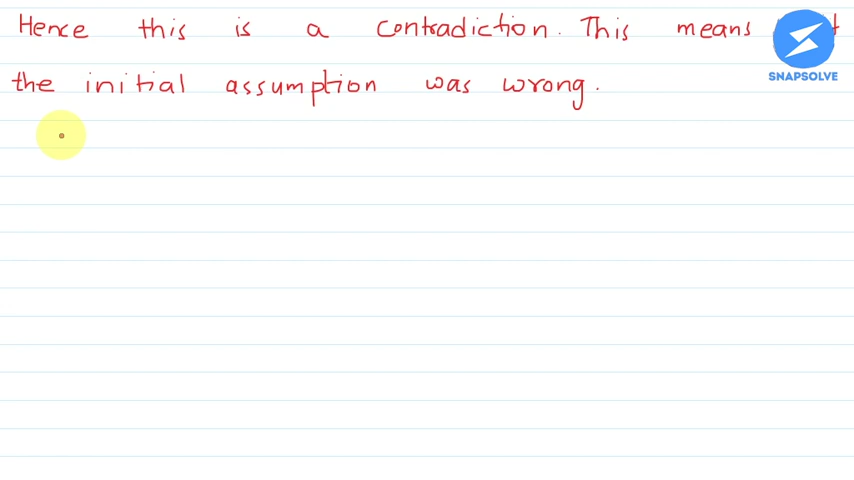 Hence this is a contradiction. This means
the initial assumption was wrong.
SNAPSOLVE